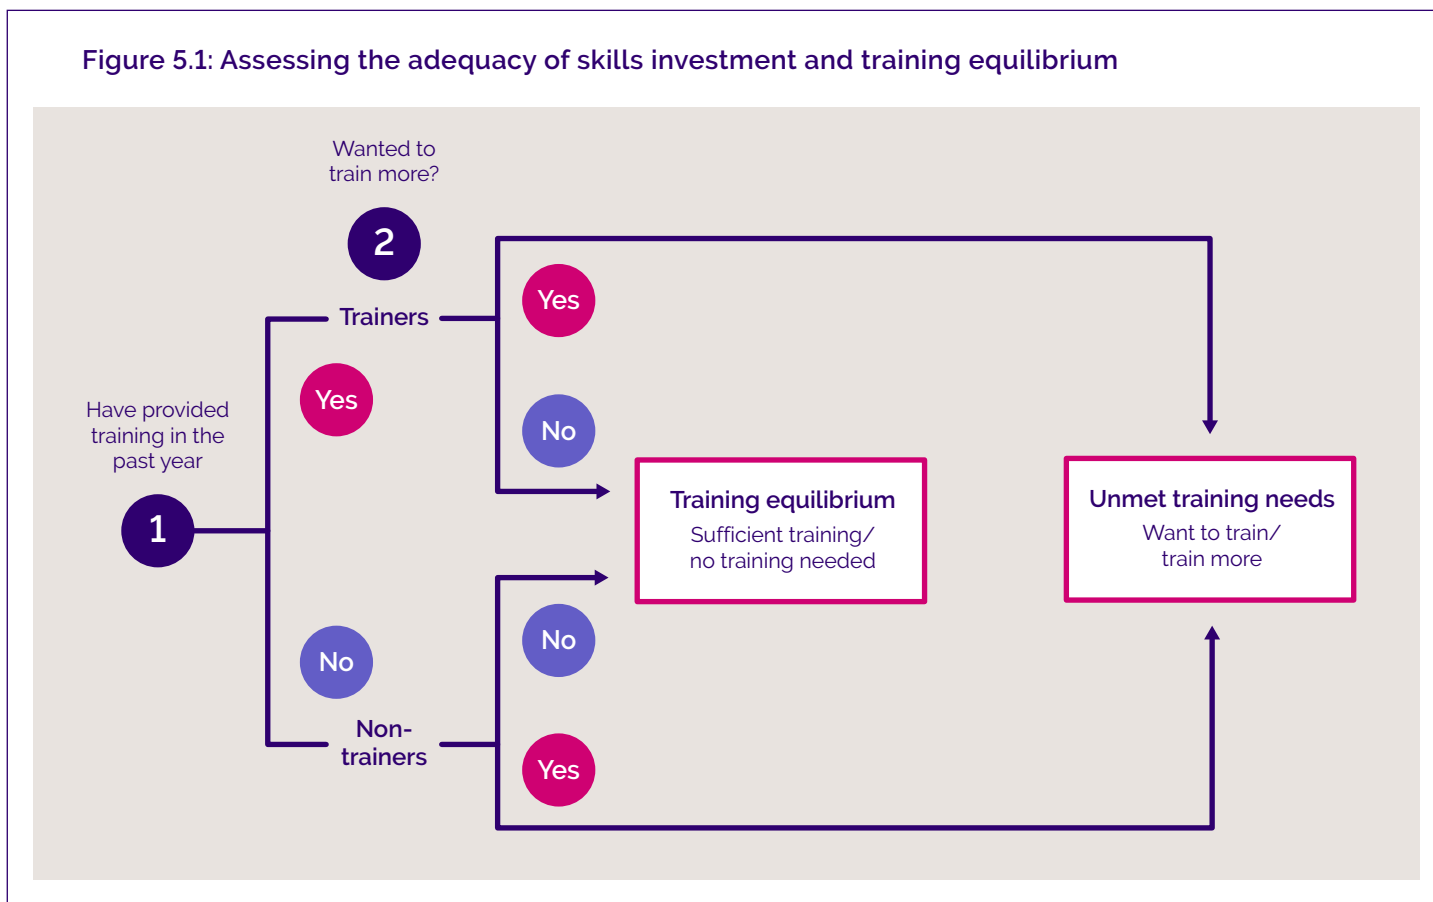 Figure 5.1: Assessing the adequacy of skills investment and training equilibrium
Wanted to
train more?
2
Trainers
Yes
Yes
No
Have provided
training in the
past year
1
Training equilibrium
Sufficient training/
no training needed
Unmet training needs
Want to train/
train more
No
Non-
trainers
No
Yes